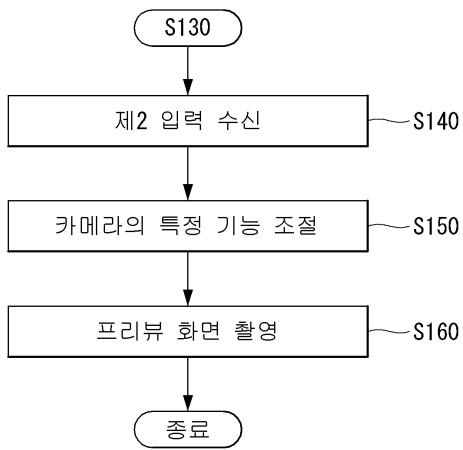 S130
제2 입력 수신
S140
카메라의 특정 기능 조절
S150
프리뷰 화면 촬영
S160
종료